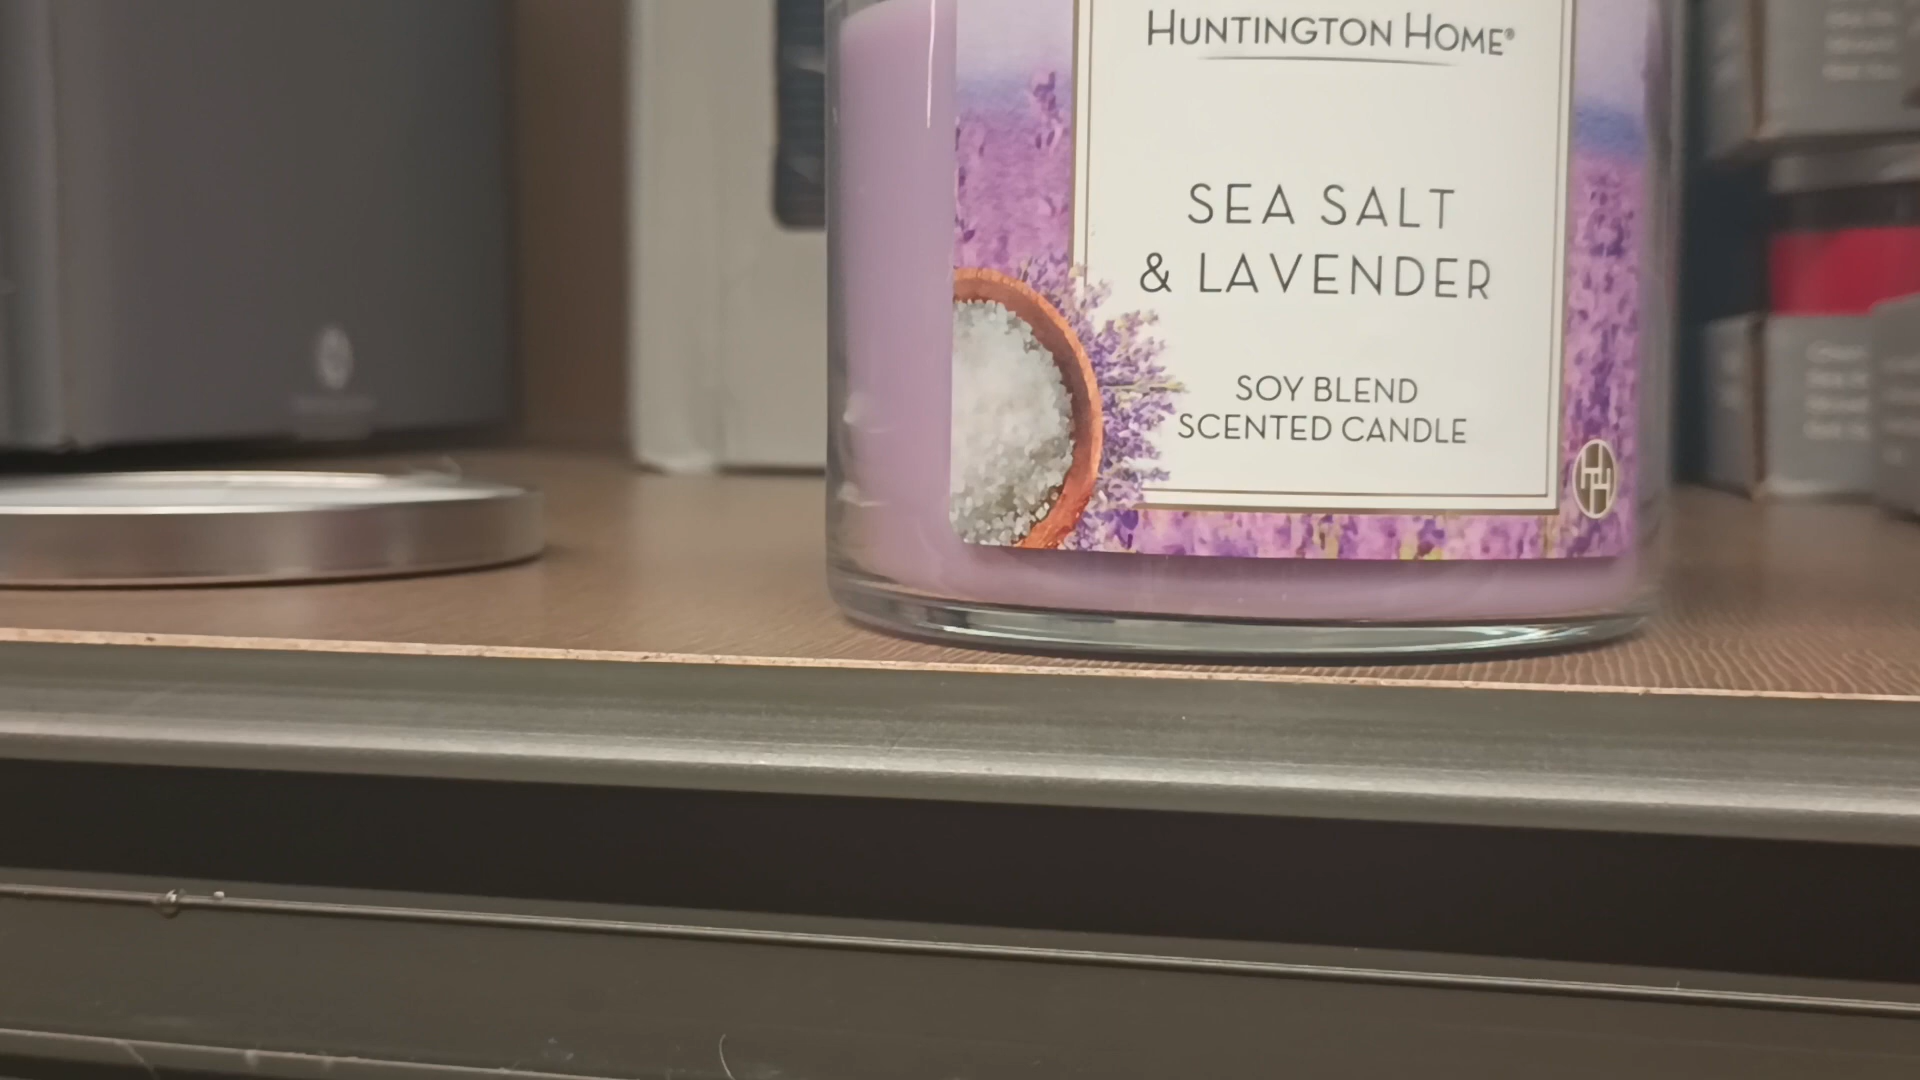 HUNTINGTON HOME®
SEA SALT
& LAVENDER
SOY BLEND
SCENTED CANDLE